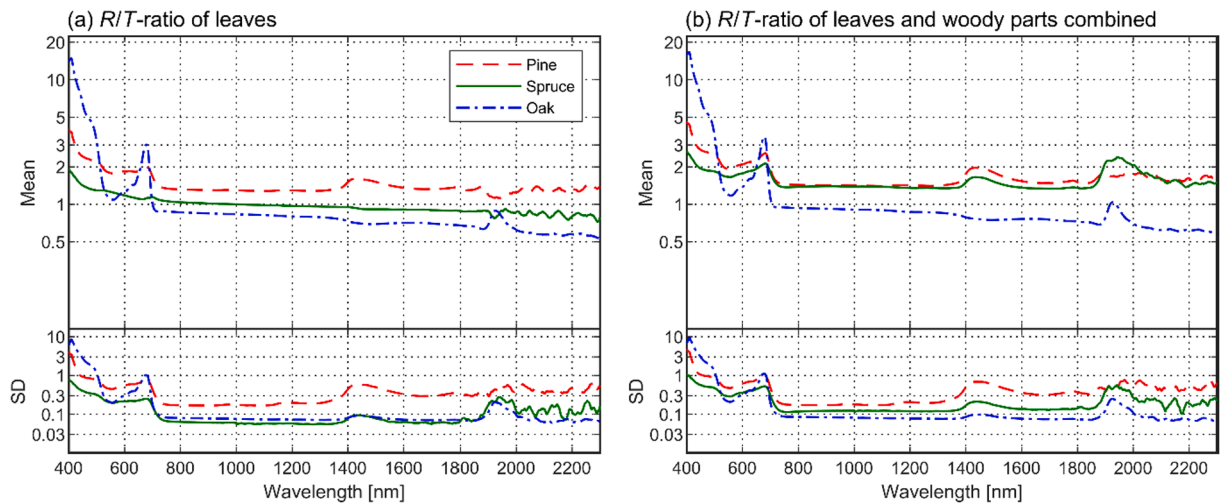 (a) R/T-ratio of leaves
20
10
5
3
2
1
0.5
Mean
Pine
Spruce
Oak
10
3
1
0.3
0.1
0.03
SD
400 600 800 1000 1200 1400 1600 1800 2000 2200
Wavelength [nm]
(b) R/T-ratio of leaves and woody parts combined
20
10
5
3
2
1
0.5
Mean
10
3
1
0.3
0.1
0.03
SD
400 600 800 1000 1200 1400 1600 1800 2000 2200
Wavelength [nm]